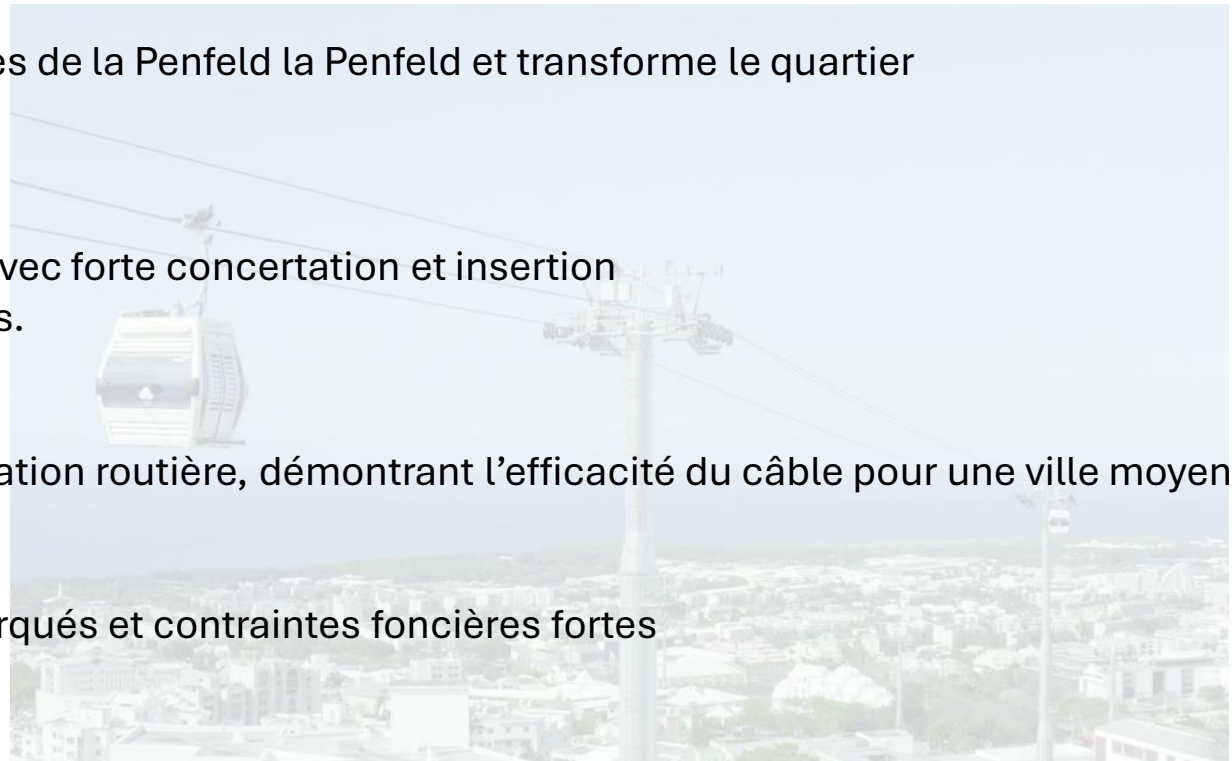 es de la Penfeld la Penfeld et transforme le quartier
vec forte concertation et insertion
s.
ation routière, démontrant l’efficacité du câble pour une ville moyen
rqués et contraintes foncières fortes